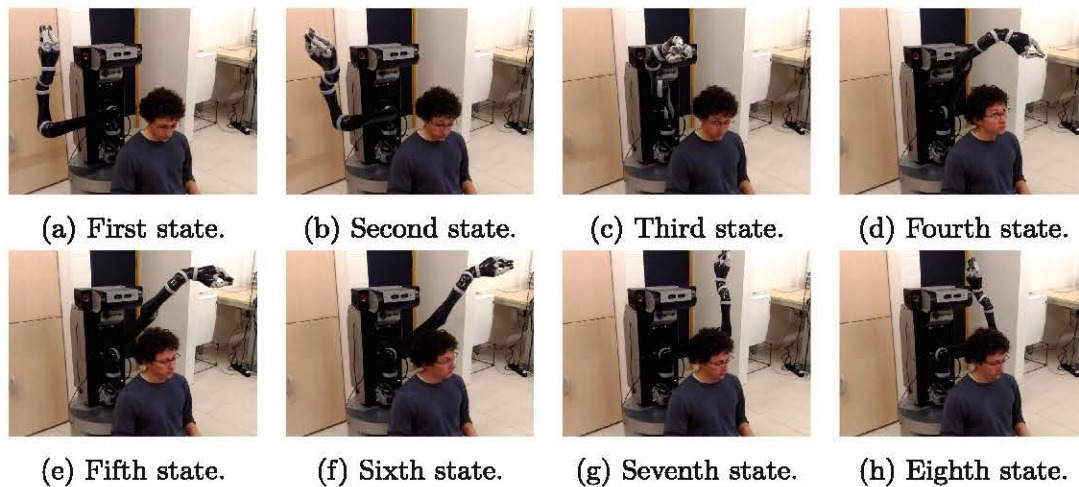 (a) First state.
(b) Second state.
(c) Third state.
(d) Fourth state.
(e) Fifth state.
(f) Sixth state.
(g) Seventh state.
(h) Eighth state.